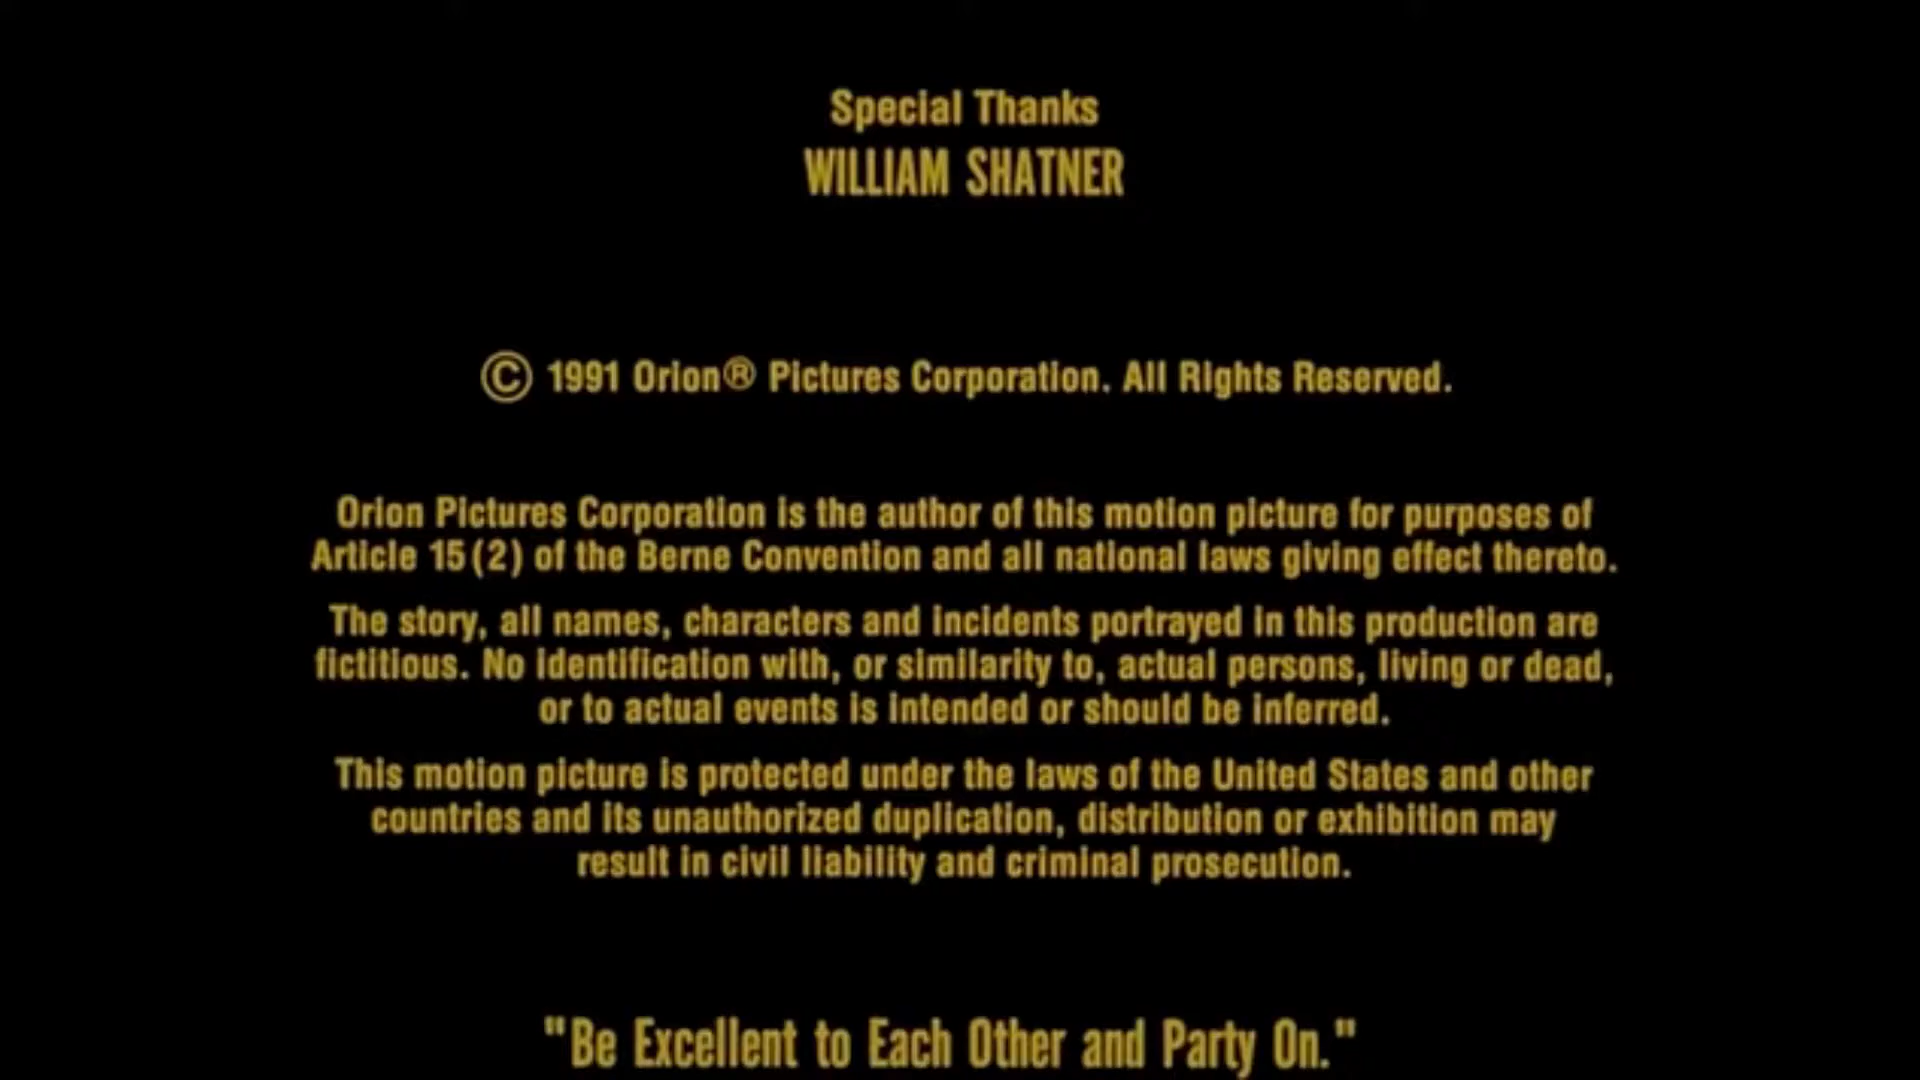 Special Thanks
WILLIAM SHATNER
© 1991 Orion® Pictures Corporation. All Rights Reserved.
Orion Pictures Corporation is the author of this motion picture for purposes of
Article 15(2) of the Berne Convention and all national laws giving effect thereto.
The story, all names, characters and incidents portrayed in this production are
fictitious. No identification with, or similarity to, actual persons, living or dead,
or to actual events is intended or should be inferred.
This motion picture is protected under the laws of the United States and other
countries and its unauthorized duplication, distribution or exhibition may
result in civil liability and criminal prosecution.
"Be Excellent to Each Other and Party On."